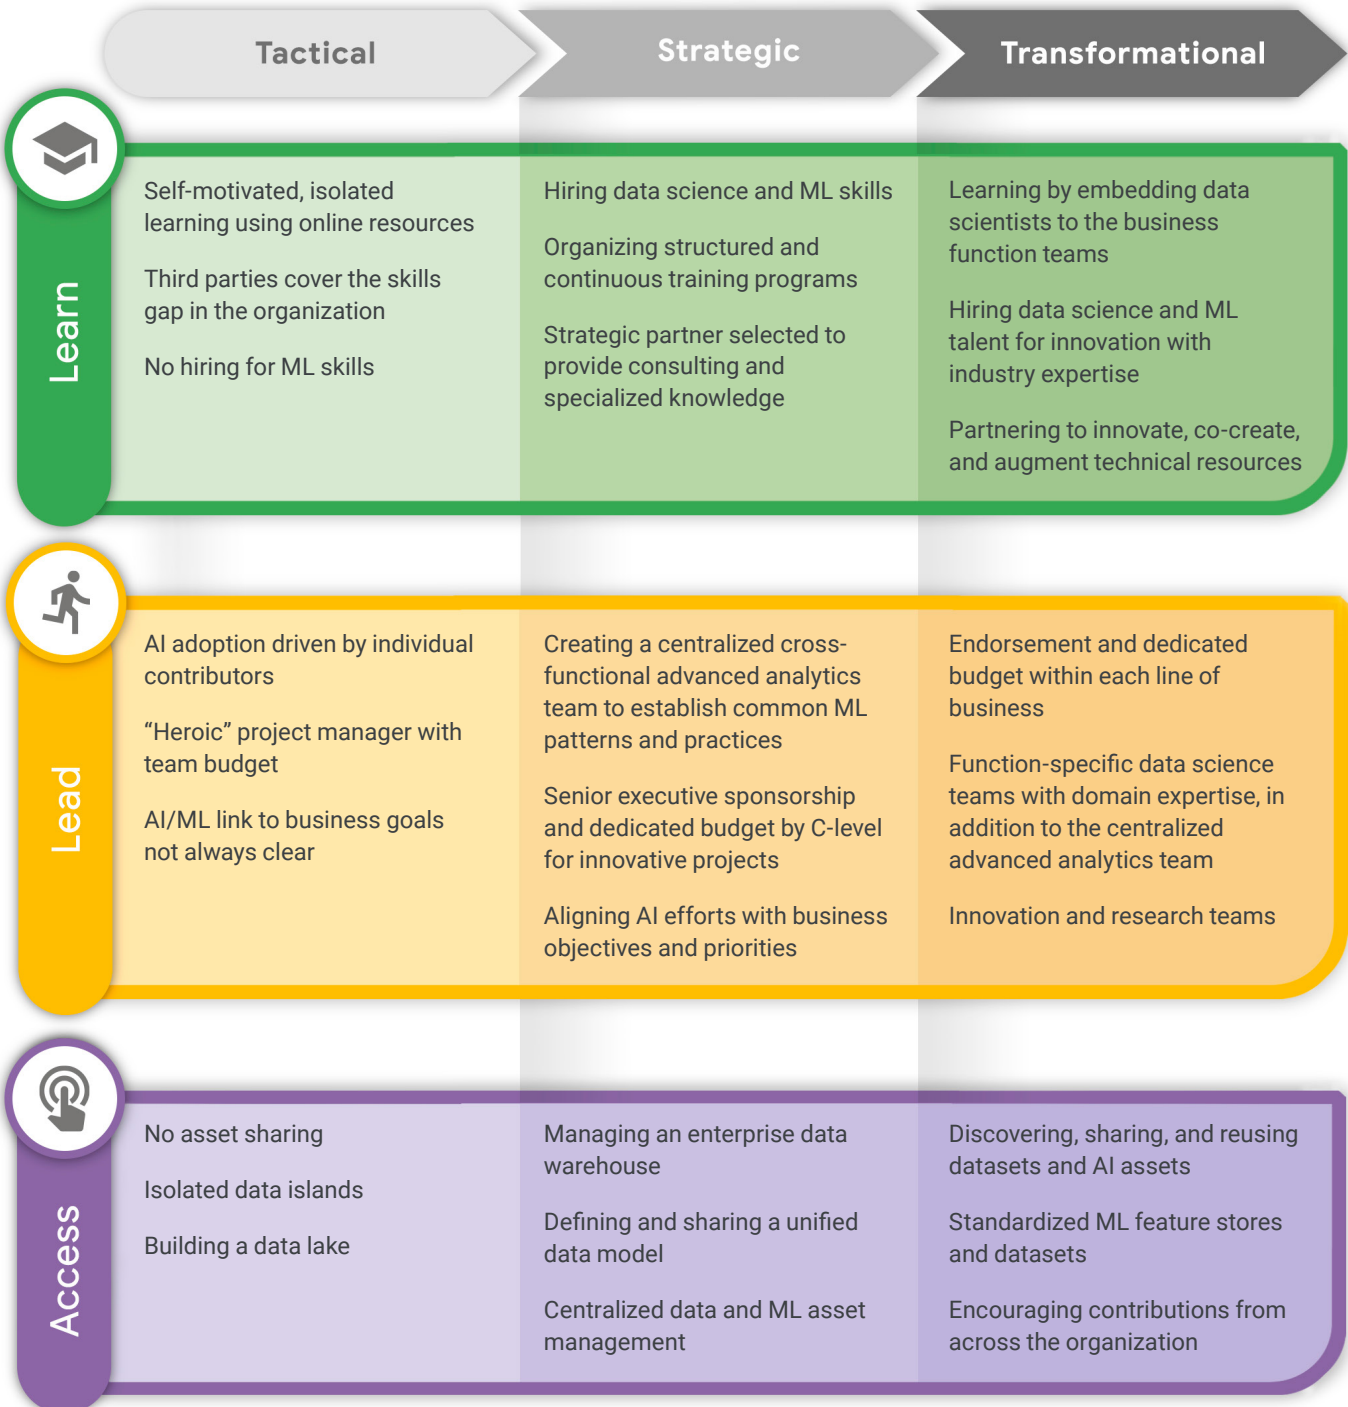 Tactical
Strategic
Transformational
Learn
Self-motivated, isolated
learning using online resources
Third parties cover the skills
gap in the organization
No hiring for ML skills
Hiring data science and ML skills
Organizing structured and
continuous training programs
Strategic partner selected to
provide consulting and
specialized knowledge
Learning by embedding data
scientists to the business
function teams
Hiring data science and ML
talent for innovation with
industry expertise
Partnering to innovate, co-create,
and augment technical resources
Lead
AI adoption driven by individual
contributors
“Heroic” project manager with
team budget
AI/ML link to business goals
not always clear
Creating a centralized cross-
functional advanced analytics
team to establish common ML
patterns and practices
Senior executive sponsorship
and dedicated budget by C-level
for innovative projects
Aligning AI efforts with business
objectives and priorities
Endorsement and dedicated
budget within each line of
business
Function-specific data science
teams with domain expertise, in
addition to the centralized
advanced analytics team
Innovation and research teams
Access
No asset sharing
Isolated data islands
Building a data lake
Managing an enterprise data
warehouse
Defining and sharing a unified
data model
Centralized data and ML asset
management
Discovering, sharing, and reusing
datasets and AI assets
Standardized ML feature stores
and datasets
Encouraging contributions from
across the organization